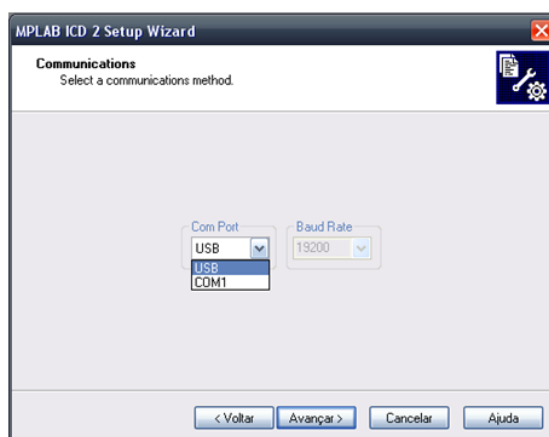 MPLAB ICD 2 Setup Wizard
Communications
Select a communications method.
Com Port
Baud Rate
USB
19200
USB
COM1
< Voltar
Avançar >
Cancelar
Ajuda